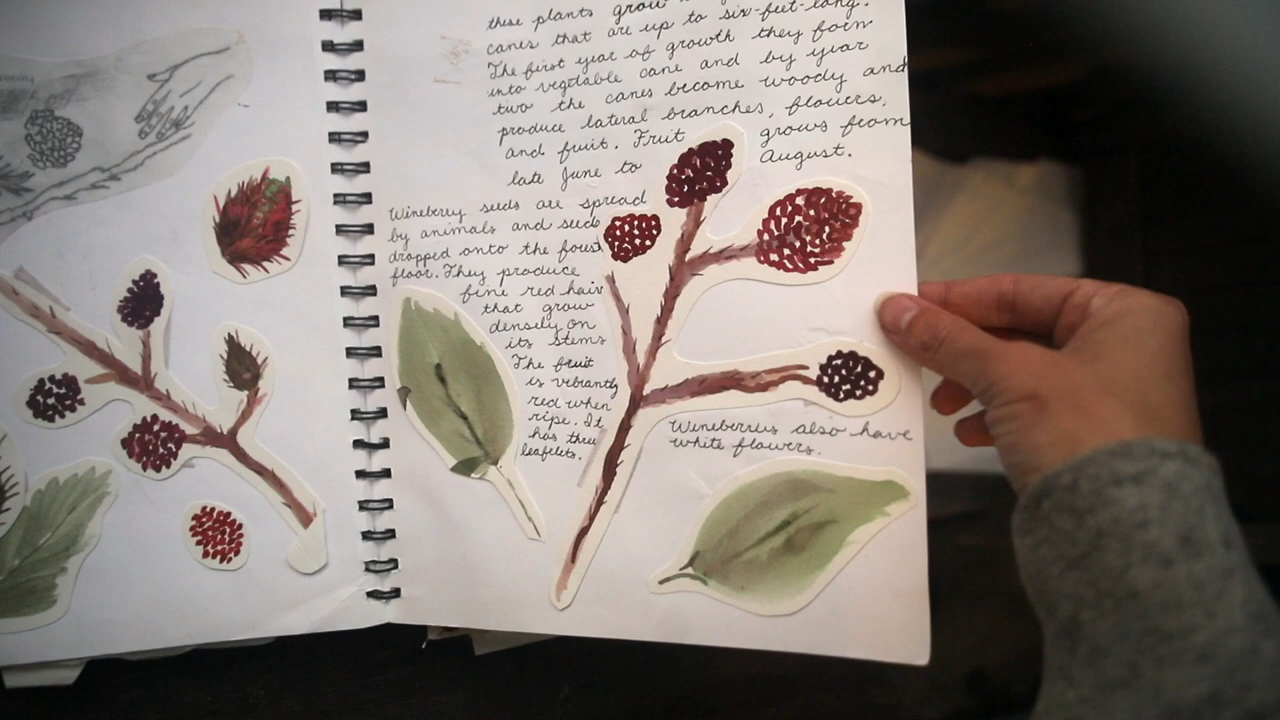 these plants grow
canes that are up to six-feet-long.
The first year of growth they form
into vegetable cane and by year
two the canes become woody and
produce lateral branches, flowers,
and fruit. Fruit grows from
late June to August.
Wineberry seeds are spread
by animals and seeds
dropped onto the forest
floor. They produce
fine red hairs
that grow
densely on
its stems
The fruit
is vibrantly
red when
ripe. It
has three
leaflets.
Wineberries also have
white flowers.